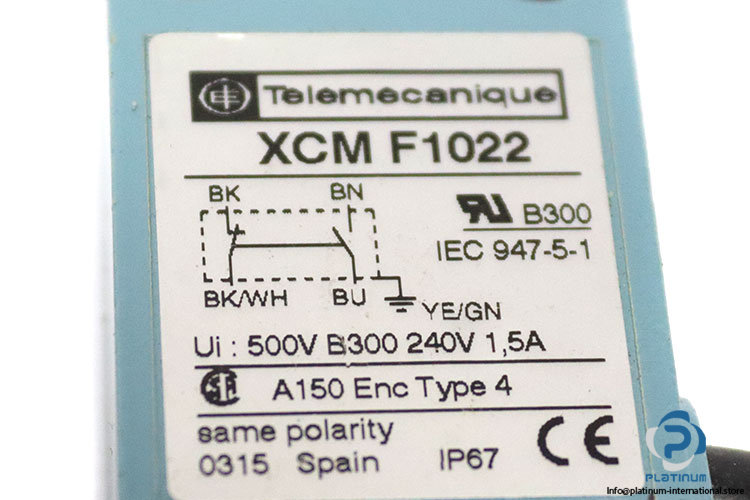 Telemecanique
XCM F1022
BK BN
B300
IEC 947-5-1
BK/WH BU
YE/GN
Ui : 500V B300 240V 1,5A
A150 Enc Type 4
same polarity
0315 Spain IP67 CE
PLATINUM
Info@platinum-international.store